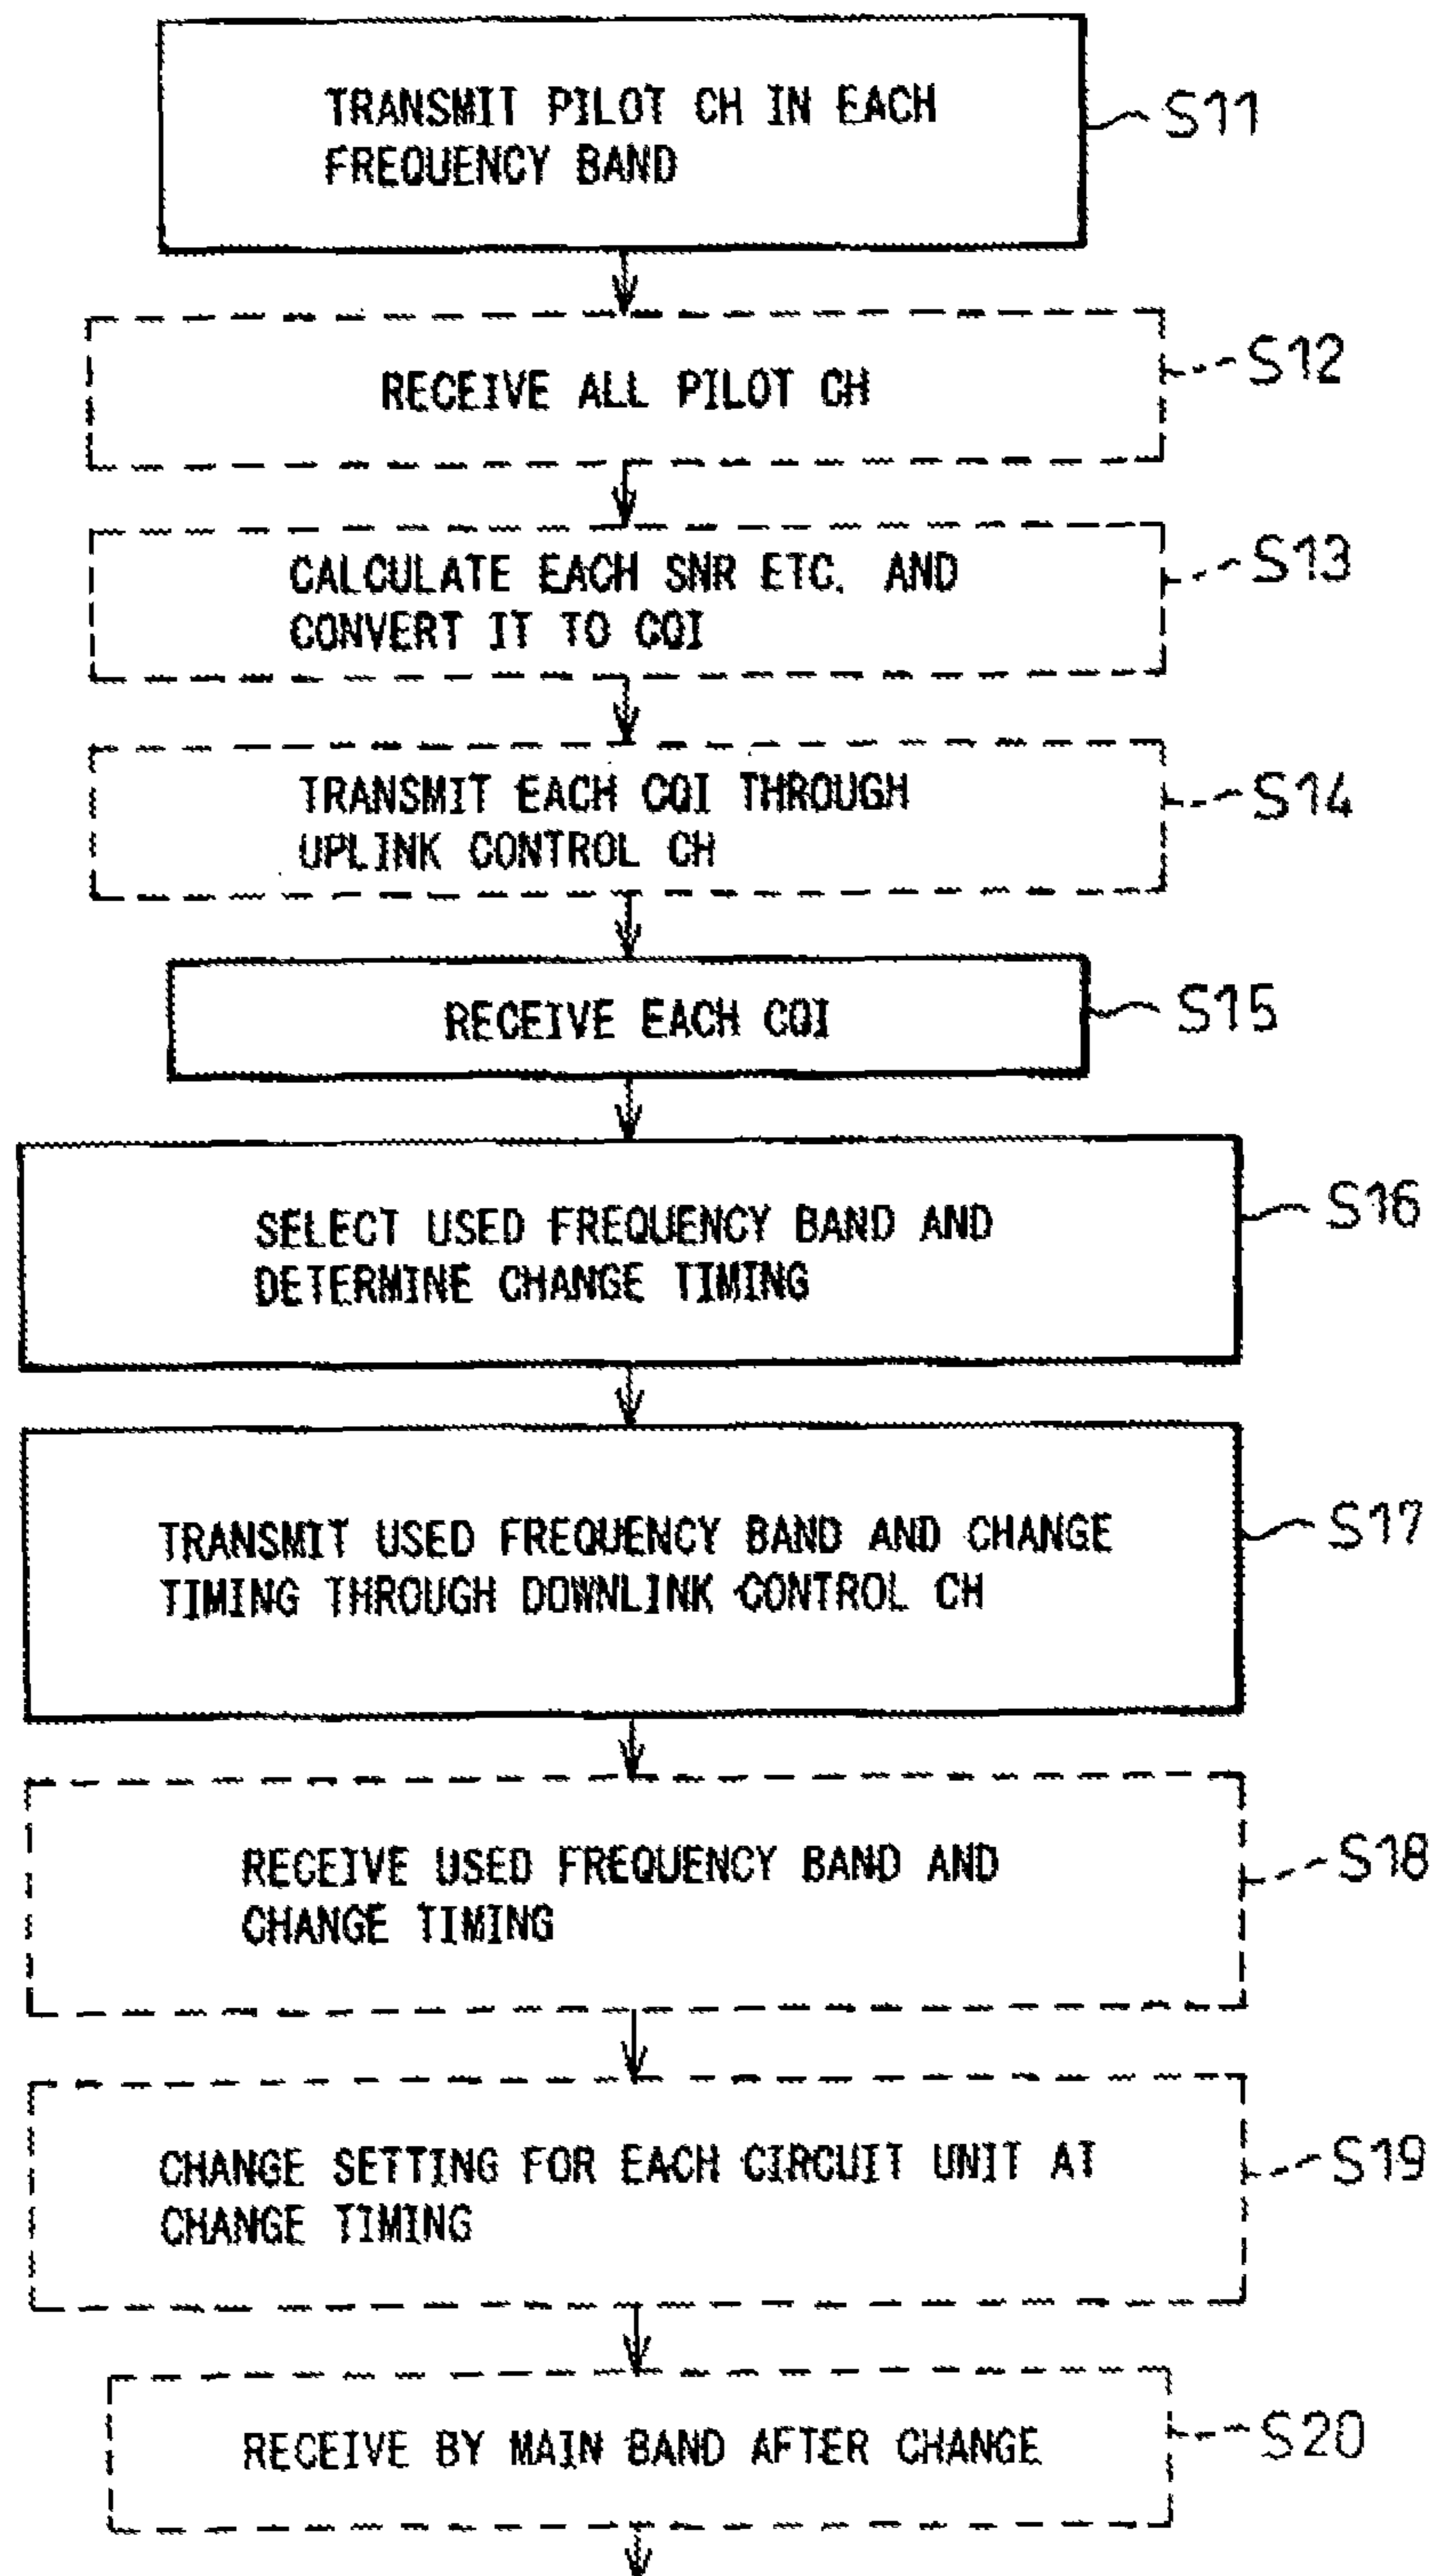 TRANSMIT PILOT CH IN EACH
FREQUENCY BAND
S11
RECEIVE ALL PILOT CH
S12
CALCULATE EACH SNR ETC. AND
CONVERT IT TO CQI
S13
TRANSMIT EACH CQI THROUGH
UPLINK CONTROL CH
S14
RECEIVE EACH CQI
S15
SELECT USED FREQUENCY BAND AND
DETERMINE CHANGE TIMING
S16
TRANSMIT USED FREQUENCY BAND AND CHANGE
TIMING THROUGH DOWNLINK CONTROL CH
S17
RECEIVE USED FREQUENCY BAND AND
CHANGE TIMING
S18
CHANGE SETTING FOR EACH CIRCUIT UNIT AT
CHANGE TIMING
S19
RECEIVE BY MAIN BAND AFTER CHANGE
S20